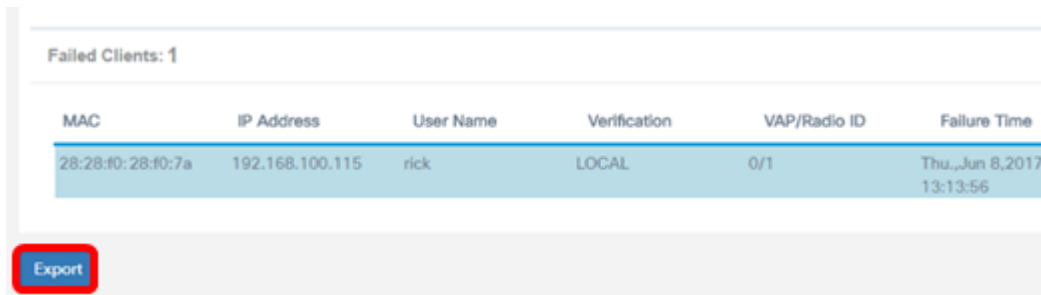 Failed Clients: 1
MAC IP Address User Name Verification VAP/Radio ID Failure Time
28:28:f0:28:f0:7a 192.168.100.115 rick LOCAL 0/1 Thu.,Jun 8,2017
13:13:56
Export